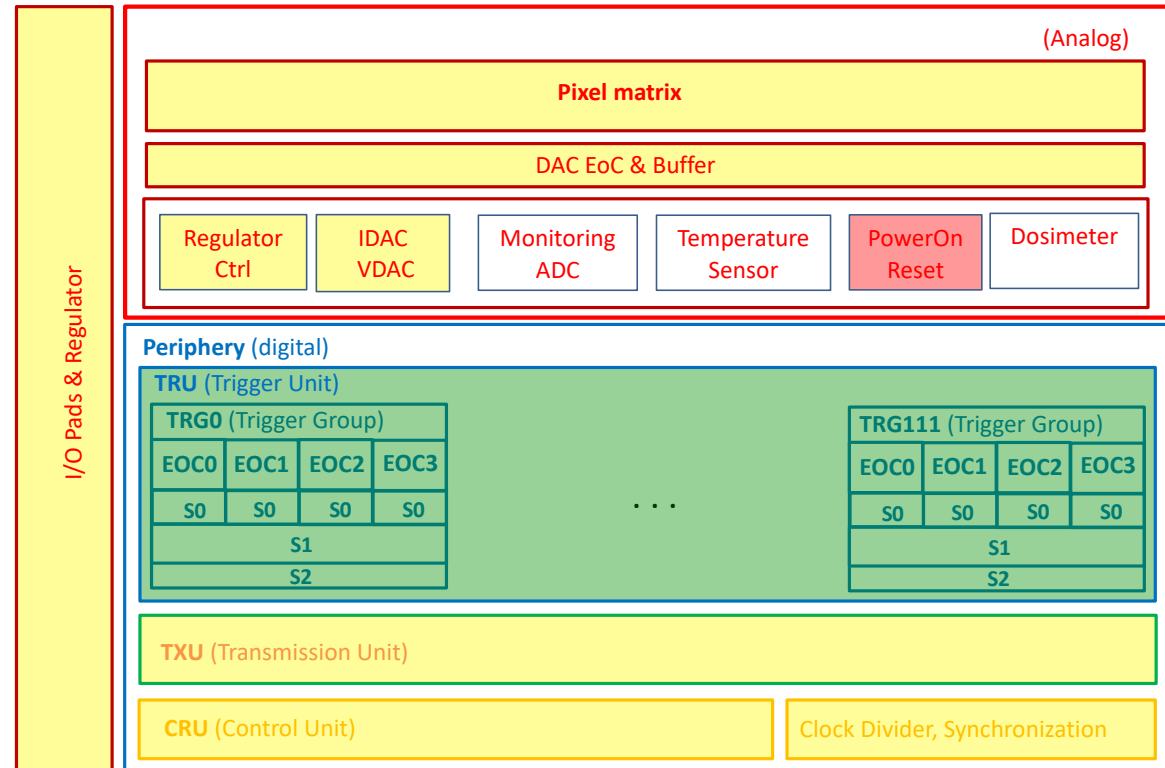 I/O Pads & Regulator
(Analog)
Pixel matrix
DAC EoC & Buffer
Regulator
Ctrl
IDAC
VDAC
Monitoring
ADC
Temperature
Sensor
PowerOn
Reset
Dosimeter
Periphery (digital)
TRU (Trigger Unit)
TRG0 (Trigger Group)
EOC0 EOC1 EOC2 EOC3
S0 S0 S0 S0
S1
S2
. . .
TRG111 (Trigger Group)
EOC0 EOC1 EOC2 EOC3
S0 S0 S0 S0
S1
S2
TXU (Transmission Unit)
CRU (Control Unit)
Clock Divider, Synchronization